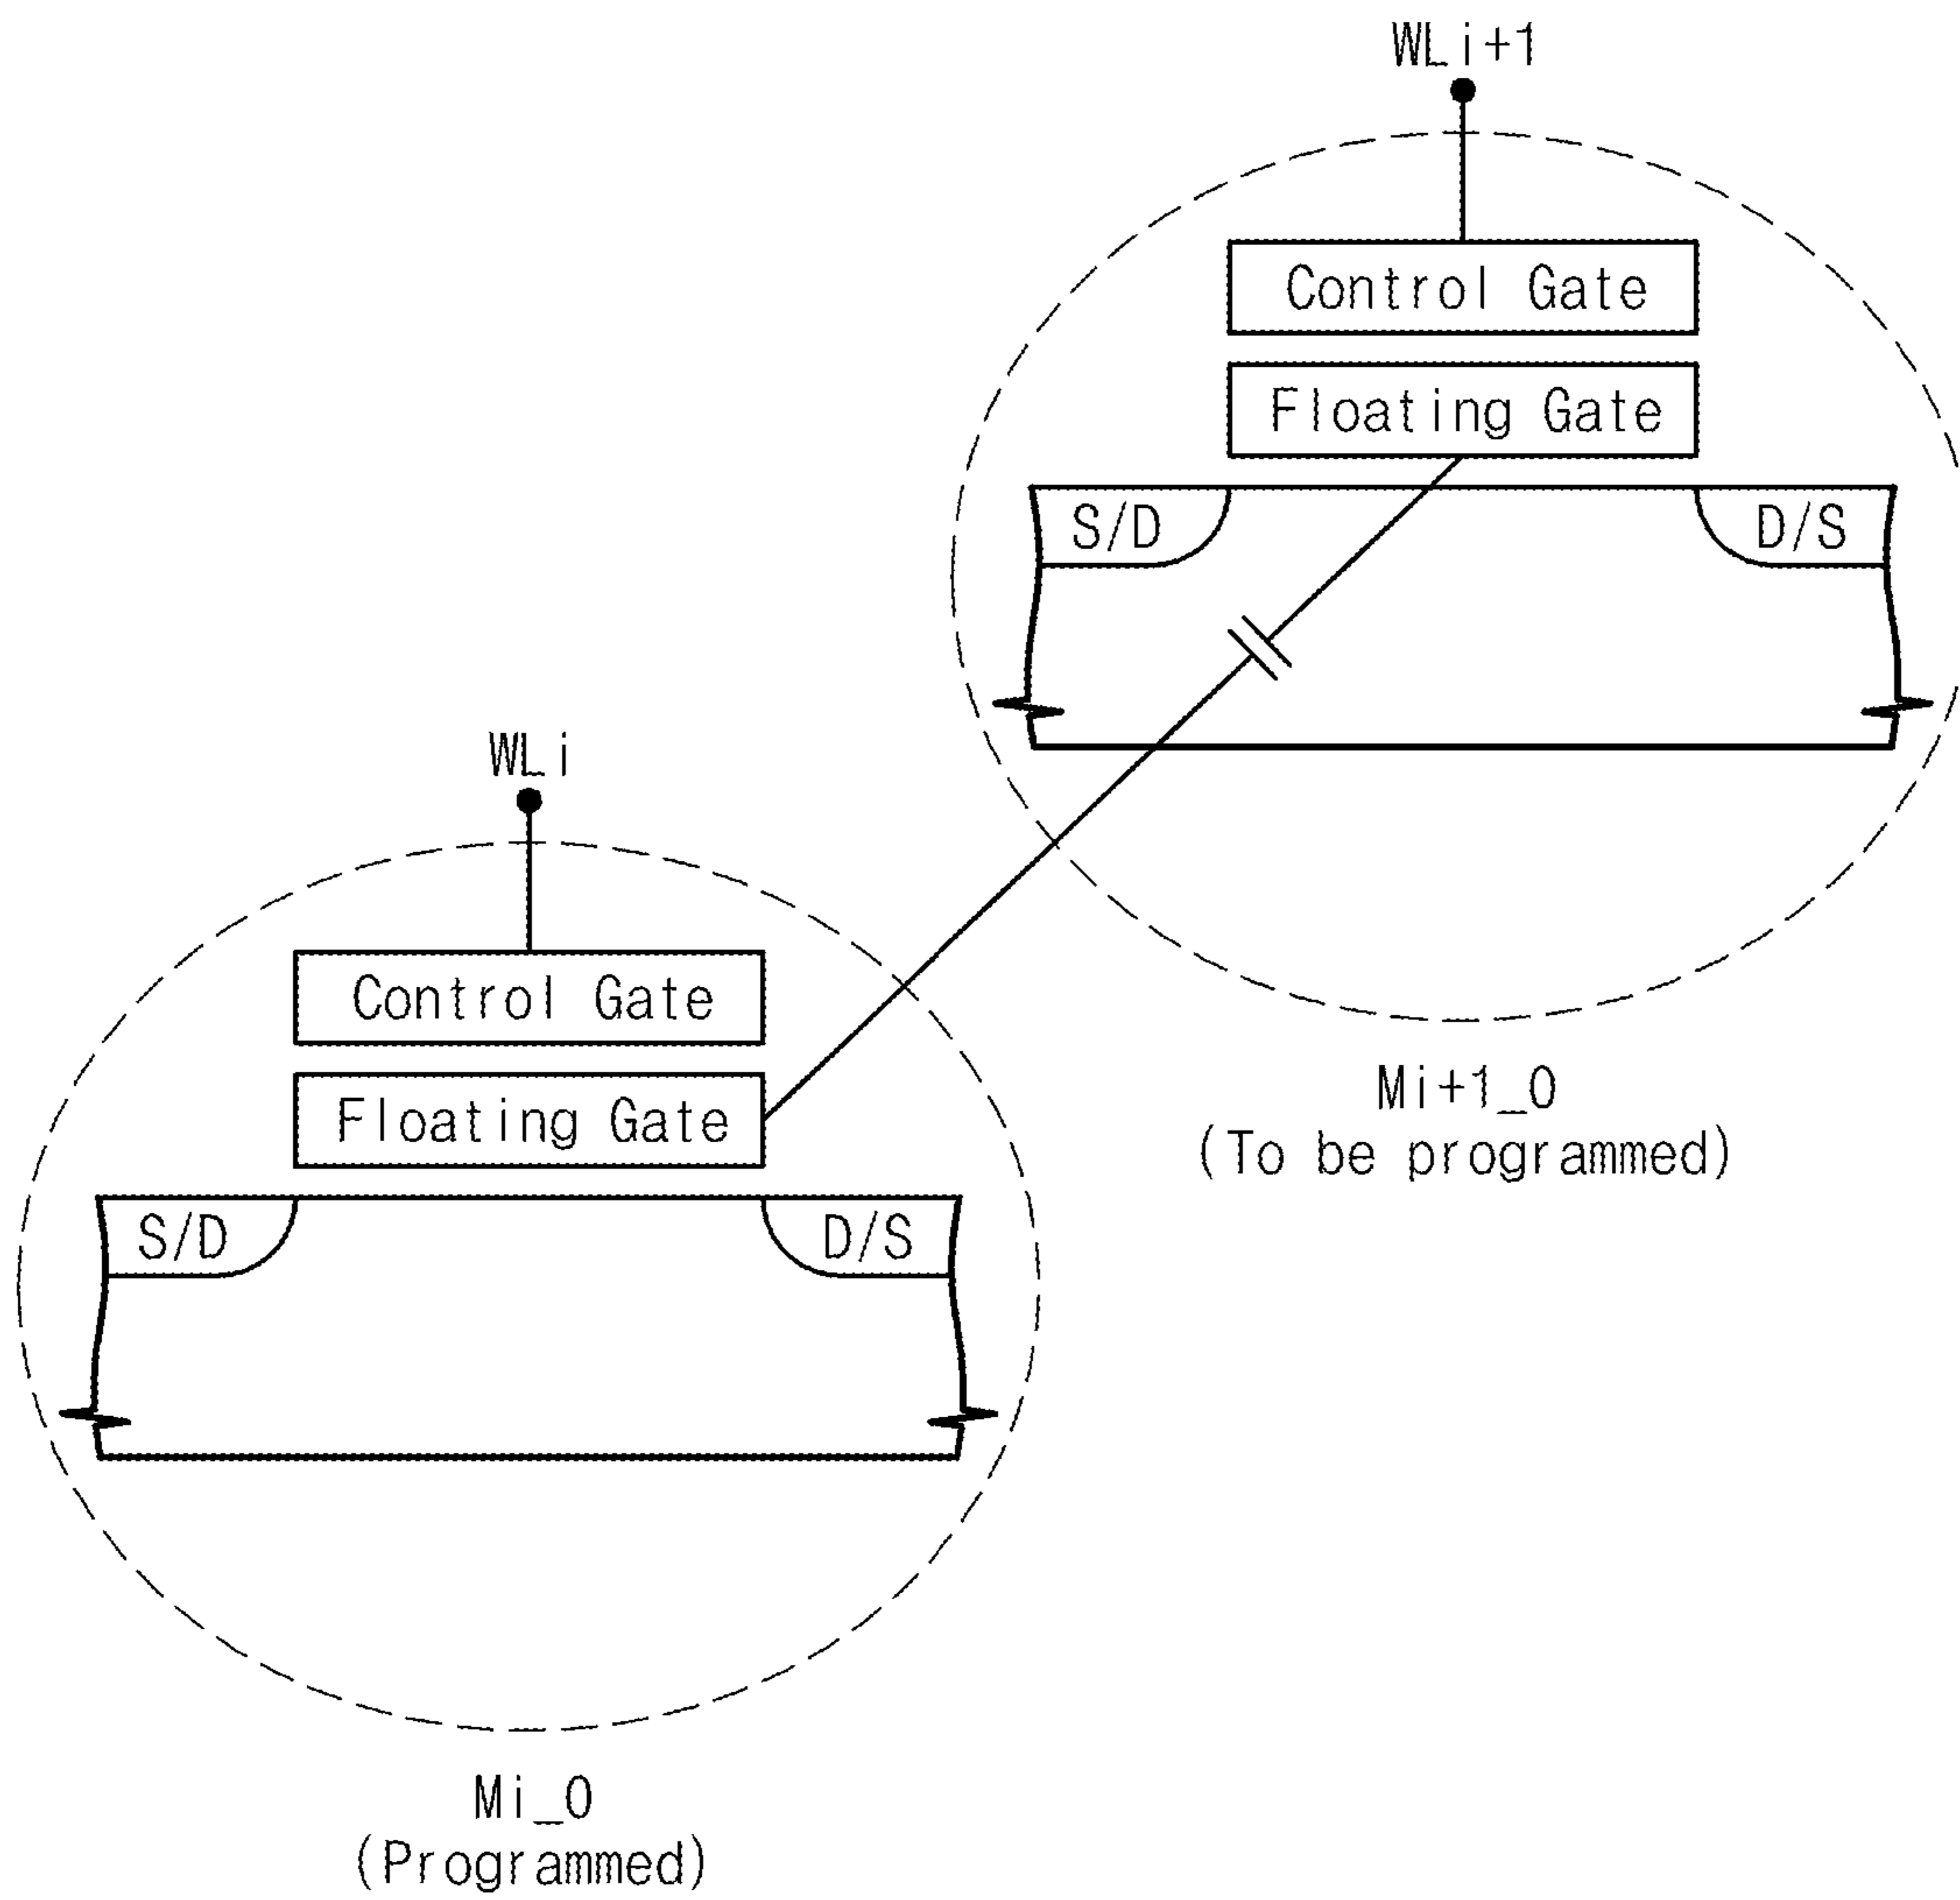 WLi+1
Control Gate
Floating Gate
S/D
D/S
Mi+1_0
(To be programmed)
WLi
Control Gate
Floating Gate
S/D
D/S
Mi_0
(Programmed)